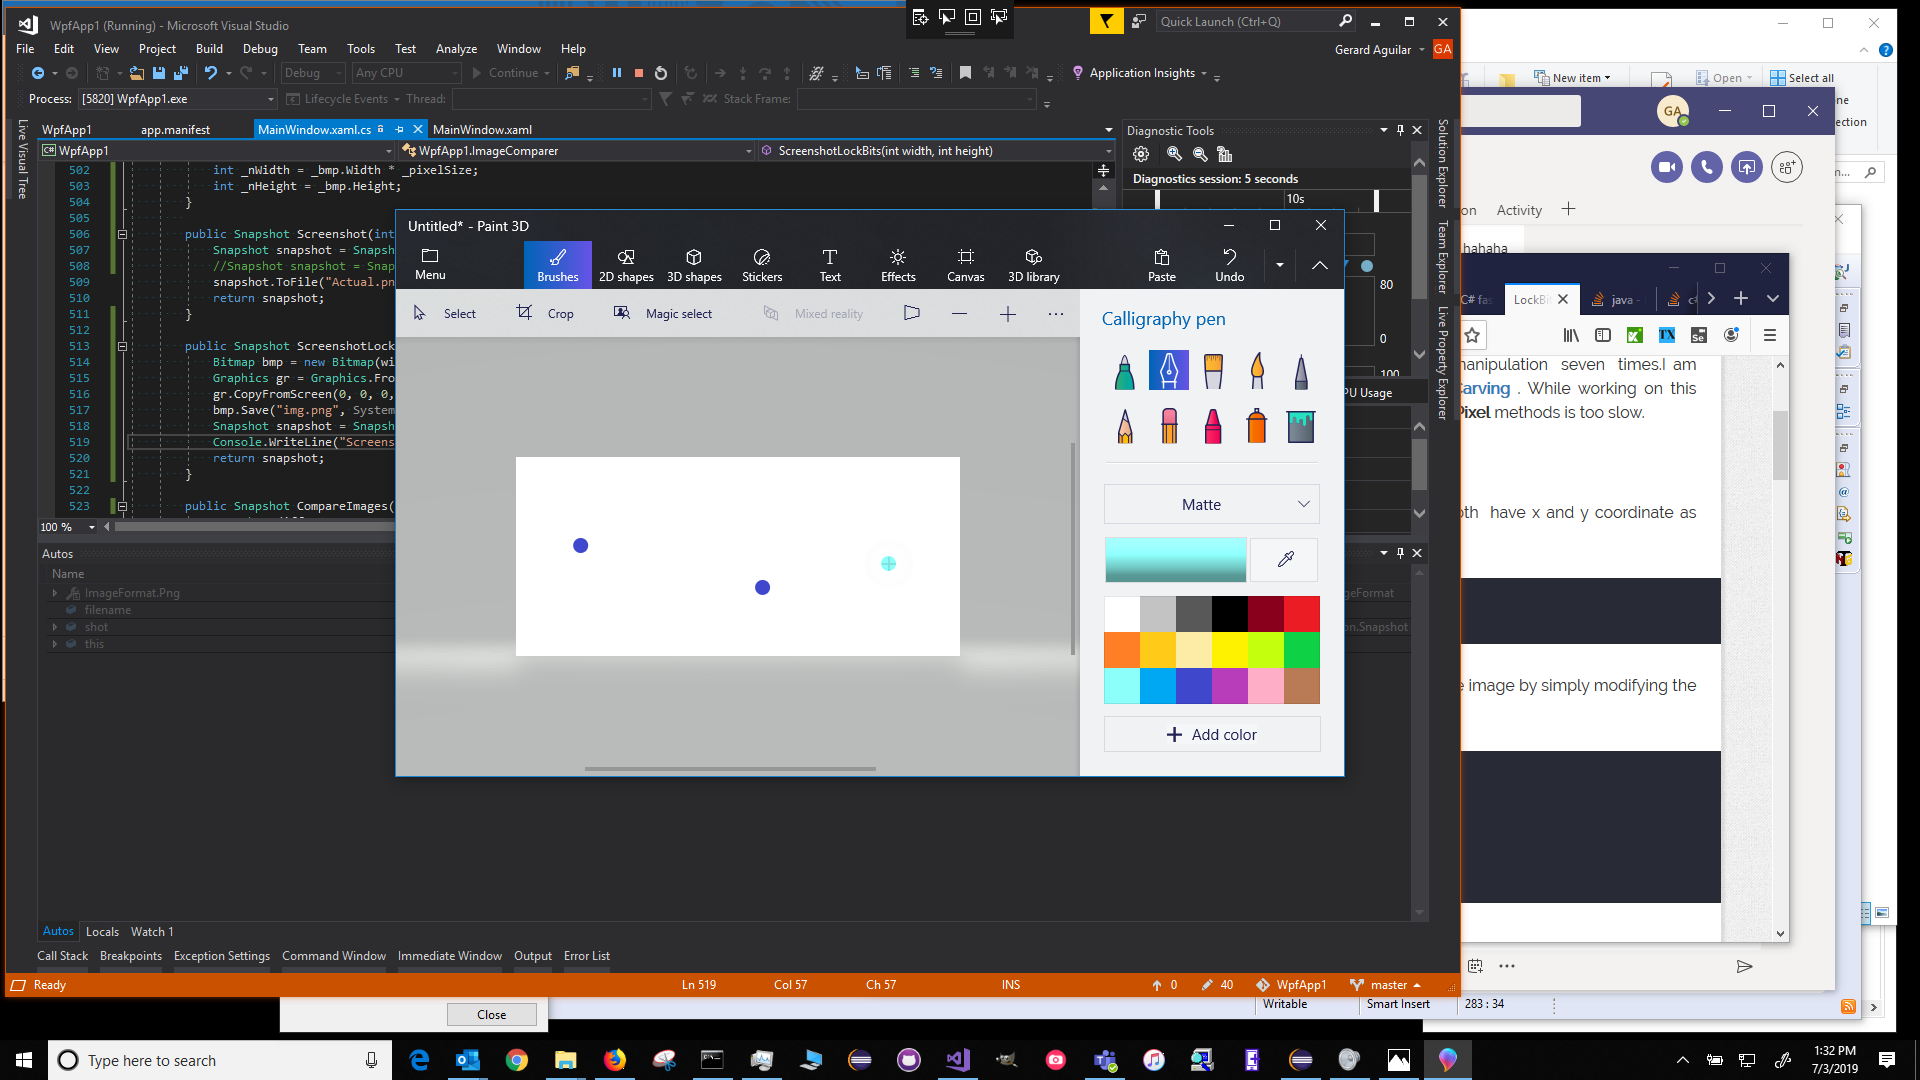 WpfApp1 (Running) - Microsoft Visual Studio
Quick Launch (Ctrl+Q)
File Edit View Project Build Debug Team Tools Test Analyze Window Help
Gerard Aguilar GA
Debug Any CPU Continue Application Insights
Process: [5820] WpfApp1.exe Lifecycle Events Thread: Stack Frame:
WpfApp1 app.manifest MainWindow.xaml.cs MainWindow.xaml
WpfApp1 WpfApp1.ImageComparer ScreenshotLockBits(int width, int height)
Live Visual Tree
502 int _nWidth = _bmp.Width * _pixelSize;
503 int _nHeight = _bmp.Height;
504 }
505
506 public Snapshot Screenshot(int
507 Snapshot snapshot = Snapsh
508 //Snapshot snapshot = Snap
509 snapshot.ToFile("Actual.pn
510 return snapshot;
511 }
512
513 public Snapshot ScreenshotLock
514 Bitmap bmp = new Bitmap(wi
515 Graphics gr = Graphics.Fro
516 gr.CopyFromScreen(0, 0, 0,
517 bmp.Save("img.png", System
518 Snapshot snapshot = Snapsh
519 Console.WriteLine("Screens
520 return snapshot;
521 }
522
523 public Snapshot CompareImages(
100 %
Diagnostic Tools
Diagnostics session: 5 seconds
10s
80
0
100
PU Usage
Solution Explorer
Team Explorer
Live Property Explorer
Untitled* - Paint 3D
Menu Brushes 2D shapes 3D shapes Stickers Text Effects Canvas 3D library Paste Undo
Select Crop Magic select Mixed reality
Calligraphy pen
Matte
Add color
Autos
Name
ImageFormat.Png
filename
shot
this
geFormat
on.Snapshot
Autos Locals Watch 1
Call Stack Breakpoints Exception Settings Command Window Immediate Window Output Error List
Ready Ln 519 Col 57 Ch 57 INS 0 40 WpfApp1 master
Close
Writable Smart Insert 283 : 34
New item Open Select all
ne
ection
m...
GA
on Activity
hahaha
C# fas LockBi java - c#
TX Se
manipulation seven times.I am
Carving . While working on this
Pixel methods is too slow.
oth have x and y coordinate as
e image by simply modifying the
Type here to search
1:32 PM
7/3/2019